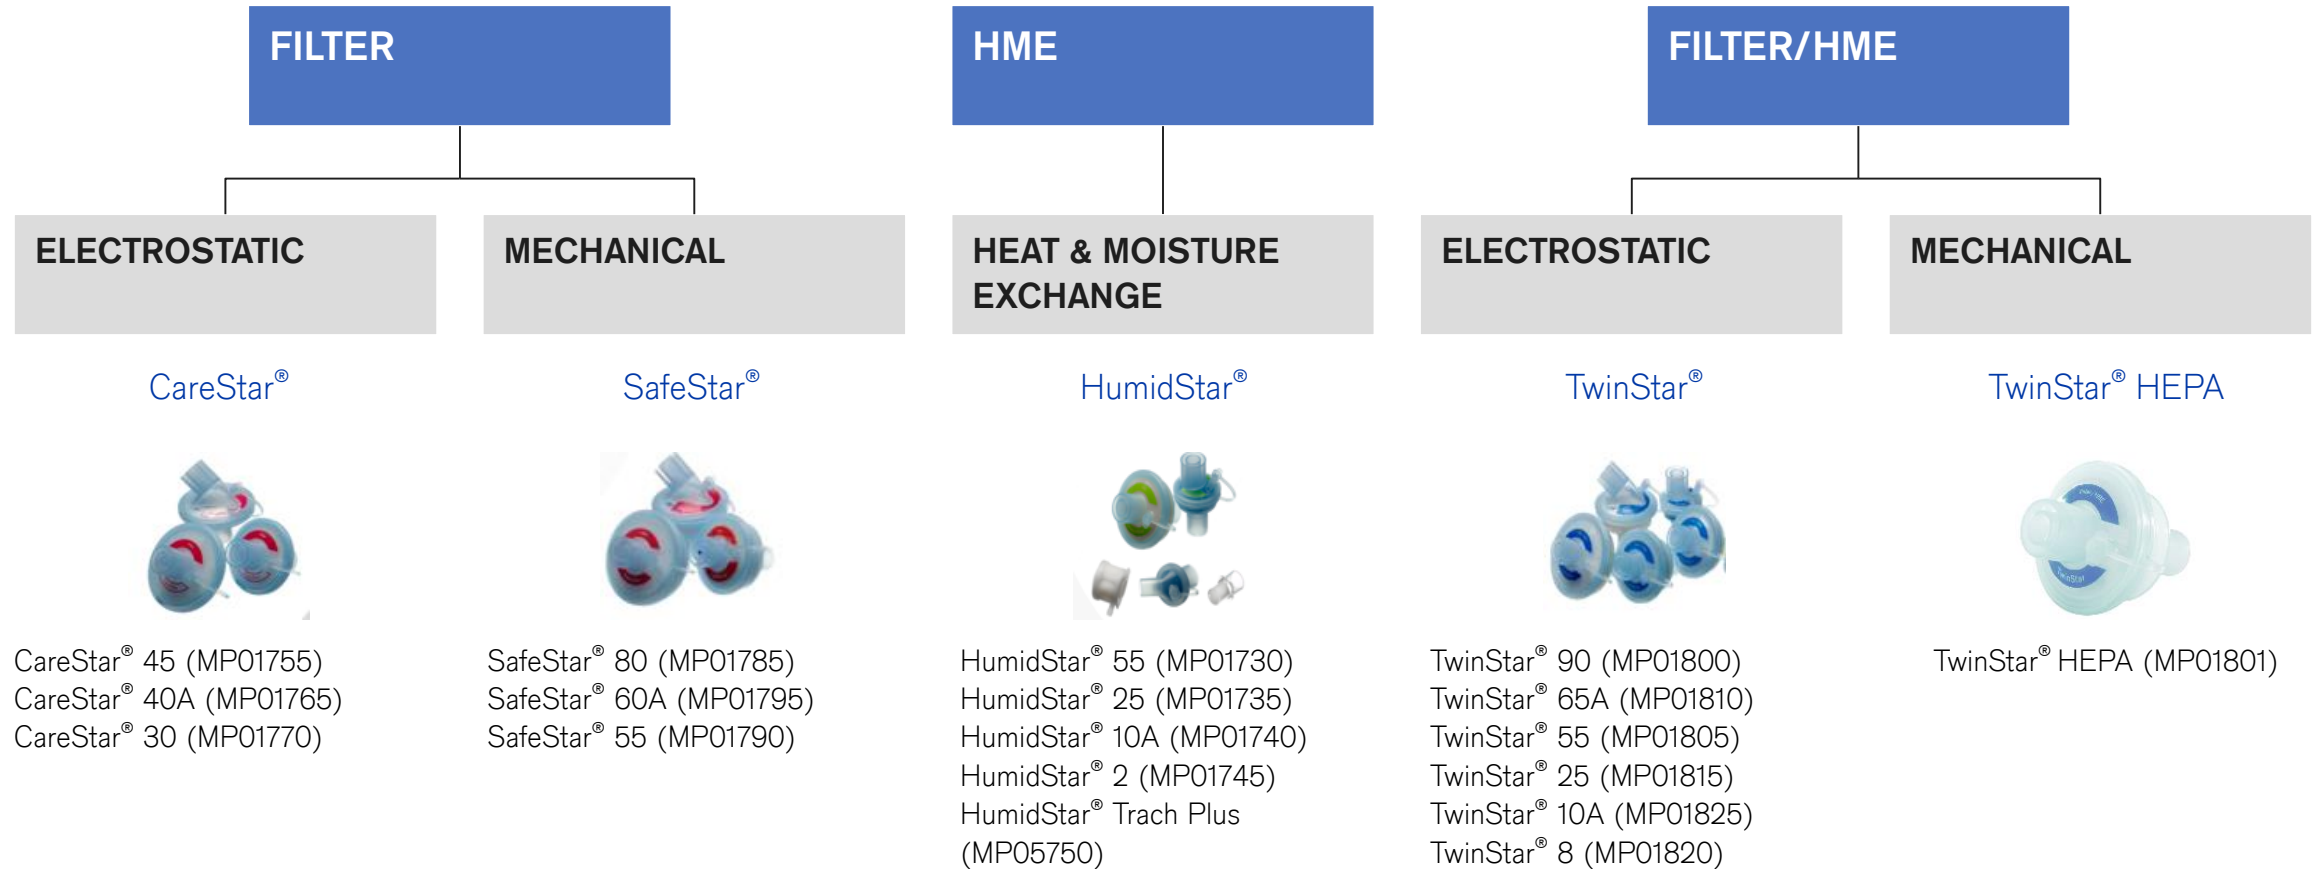 FILTER
HME
FILTER/HME
ELECTROSTATIC
MECHANICAL
HEAT & MOISTURE
EXCHANGE
ELECTROSTATIC
MECHANICAL
CareStar®
SafeStar®
HumidStar®
TwinStar®
TwinStar® HEPA
TwinStar
CareStar® 45 (MP01755)
CareStar® 40A (MP01765)
CareStar® 30 (MP01770)
SafeStar® 80 (MP01785)
SafeStar® 60A (MP01795)
SafeStar® 55 (MP01790)
HumidStar® 55 (MP01730)
HumidStar® 25 (MP01735)
HumidStar® 10A (MP01740)
HumidStar® 2 (MP01745)
HumidStar® Trach Plus
(MP05750)
TwinStar® 90 (MP01800)
TwinStar® 65A (MP01810)
TwinStar® 55 (MP01805)
TwinStar® 25 (MP01815)
TwinStar® 10A (MP01825)
TwinStar® 8 (MP01820)
TwinStar® HEPA (MP01801)